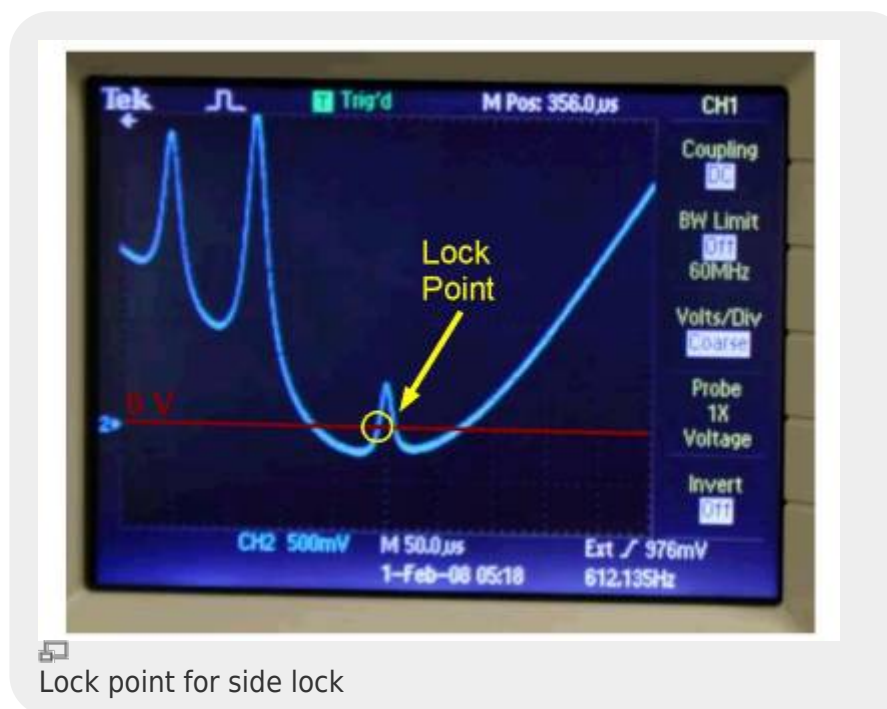 Tek
Trig'd
M Pos: 356.0µs
CH1
Coupling
DC
BW Limit
Off
60MHz
Lock
Point
Volts/Div
Coarse
Probe
1X
Voltage
0 V
2
Invert
Off
CH2 500mV
M 50.0µs
Ext
976mV
1-Feb-08 05:18
612.135Hz
Lock point for side lock